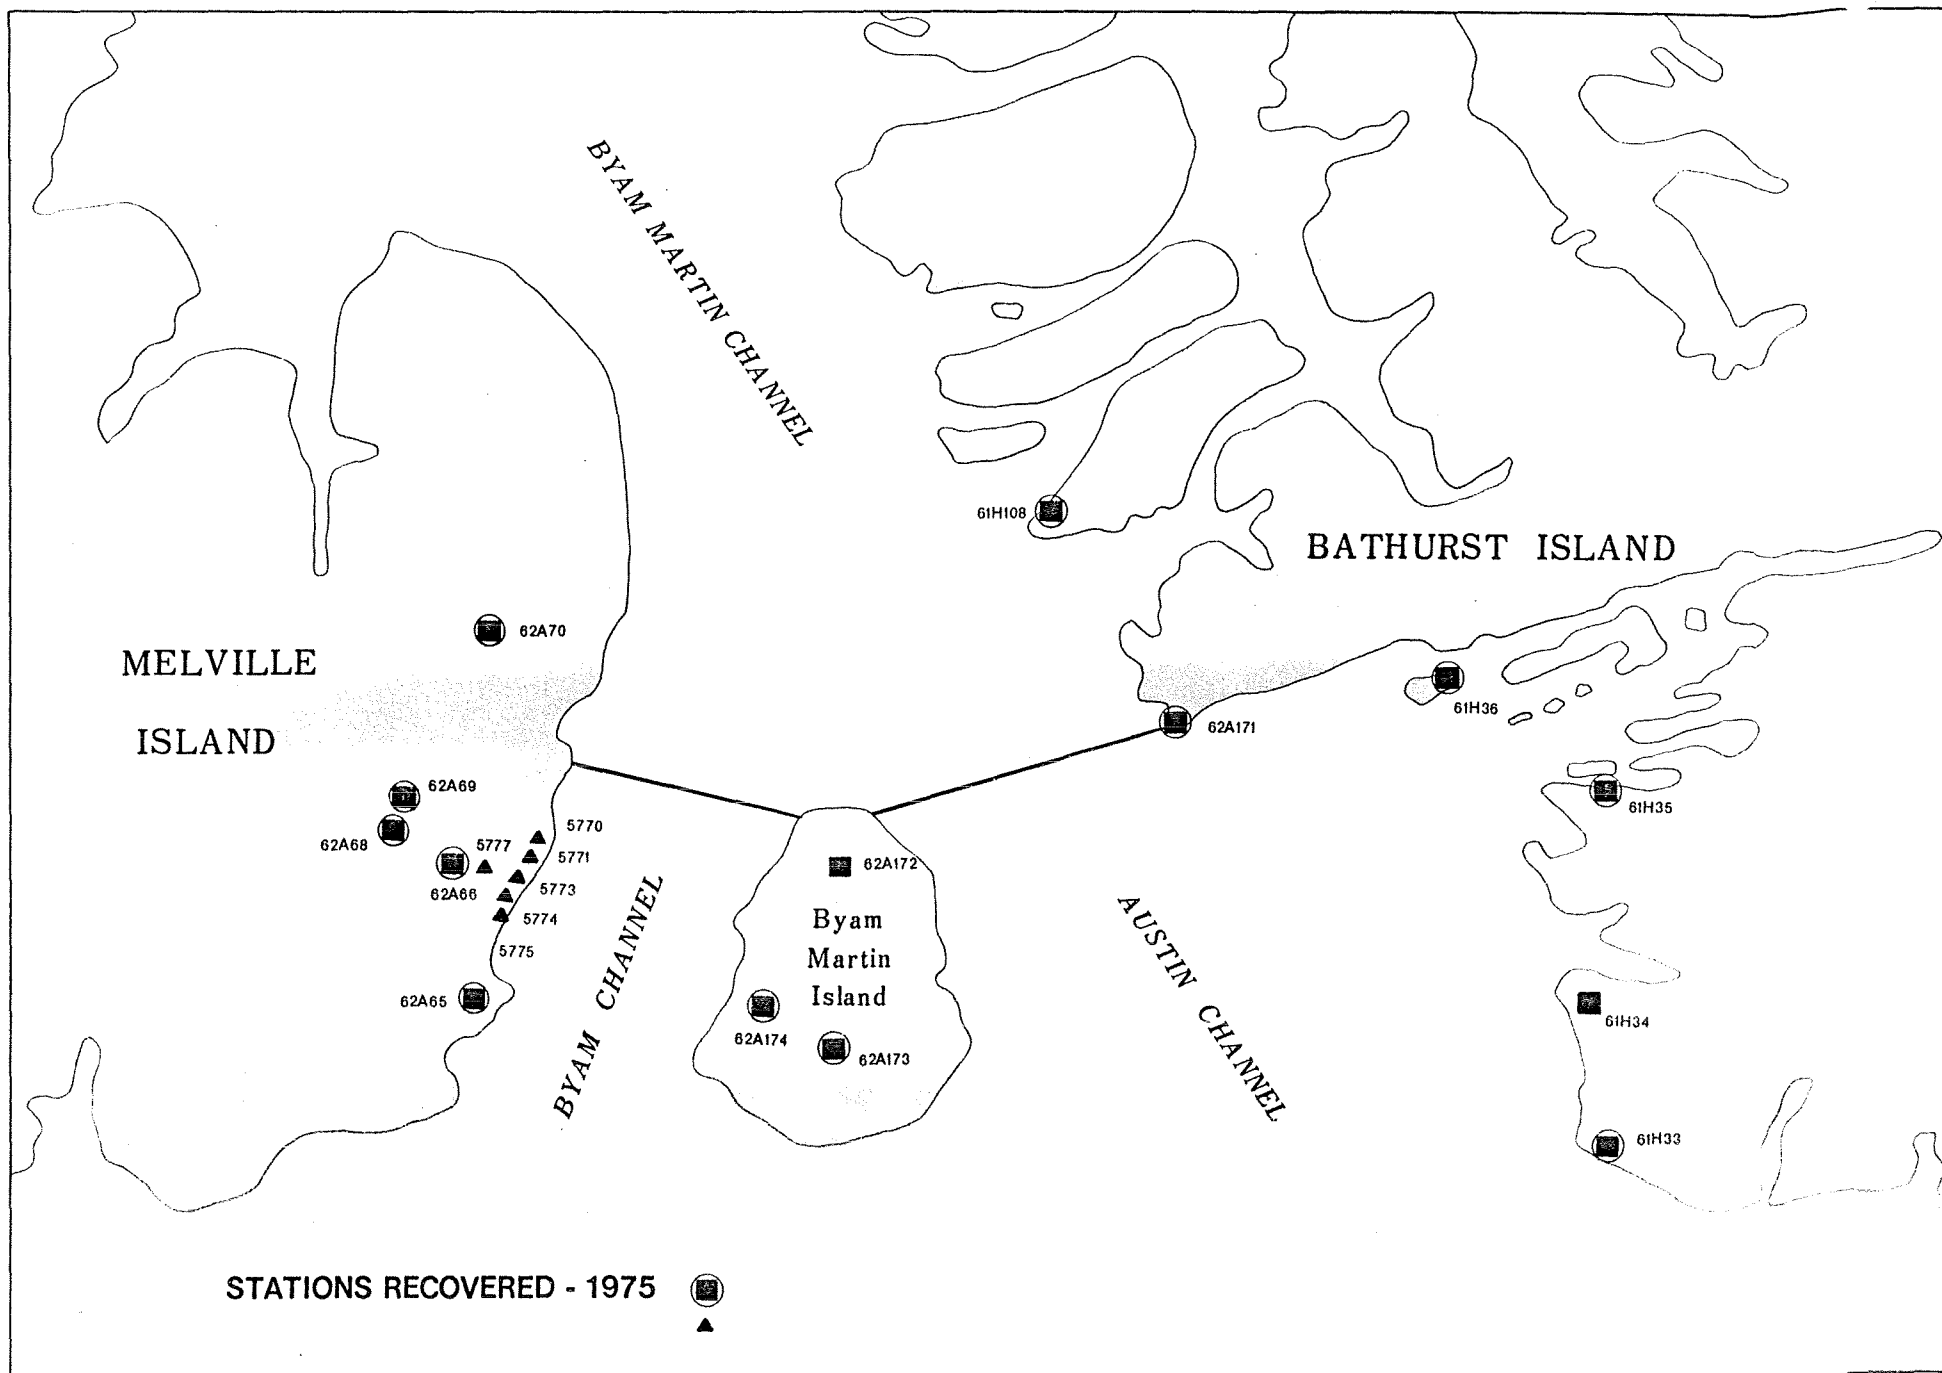 BYAM MARTIN CHANNEL
61H108
BATHURST ISLAND
62A70
MELVILLE
ISLAND
61H36
62A171
62A69
61H35
62A68
5770
5777
5771
62A66
5773
5774
5775
62A172
Byam
Martin
Island
62A65
BYAM CHANNEL
AUSTIN CHANNEL
62A174
62A173
61H34
61H33
STATIONS RECOVERED - 1975